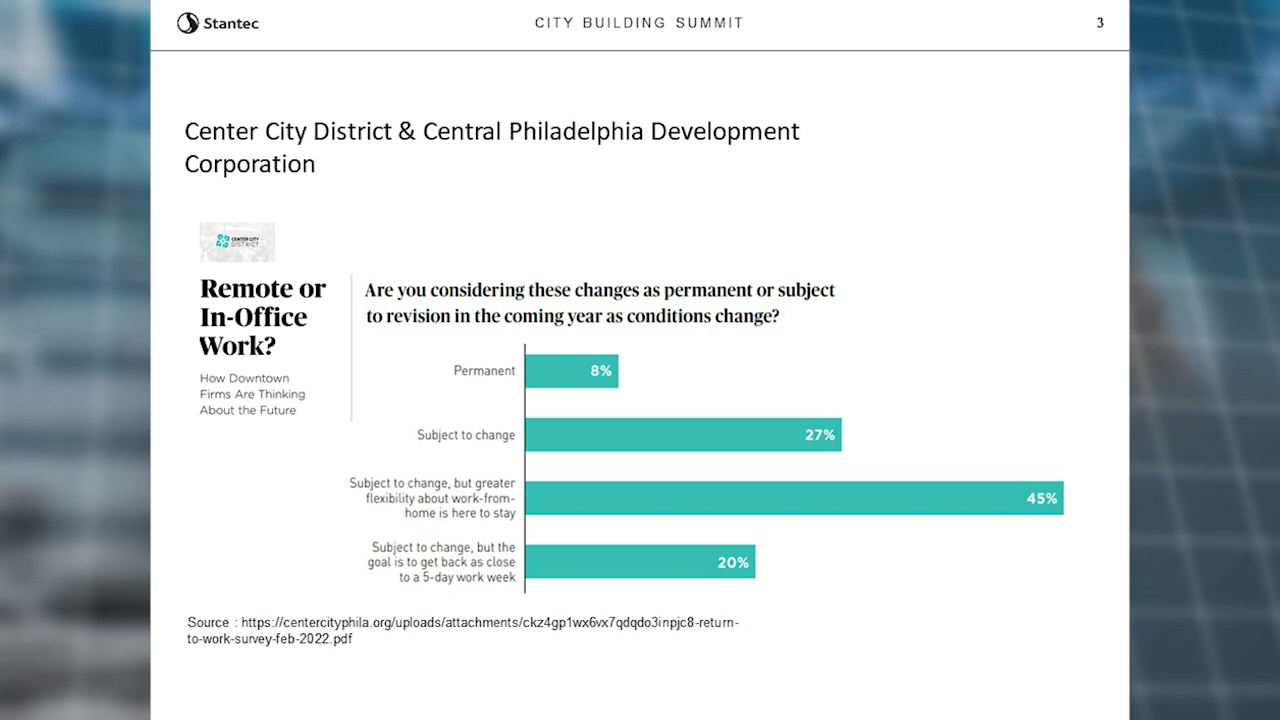 Stantec
CITY BUILDING SUMMIT
3
Center City District & Central Philadelphia Development
Corporation
CENTER CITY
DISTRICT
Remote or
In-Office
Work?
How Downtown
Firms Are Thinking
About the Future
Are you considering these changes as permanent or subject
to revision in the coming year as conditions change?
Permanent
8%
Subject to change
27%
Subject to change, but greater
flexibility about work-from-
home is here to stay
45%
Subject to change, but the
goal is to get back as close
to a 5-day work week
20%
Source : https://centercityphila.org/uploads/attachments/ckz4gp1wx6vx7qdqdo3inpjc8-return-
to-work-survey-feb-2022.pdf